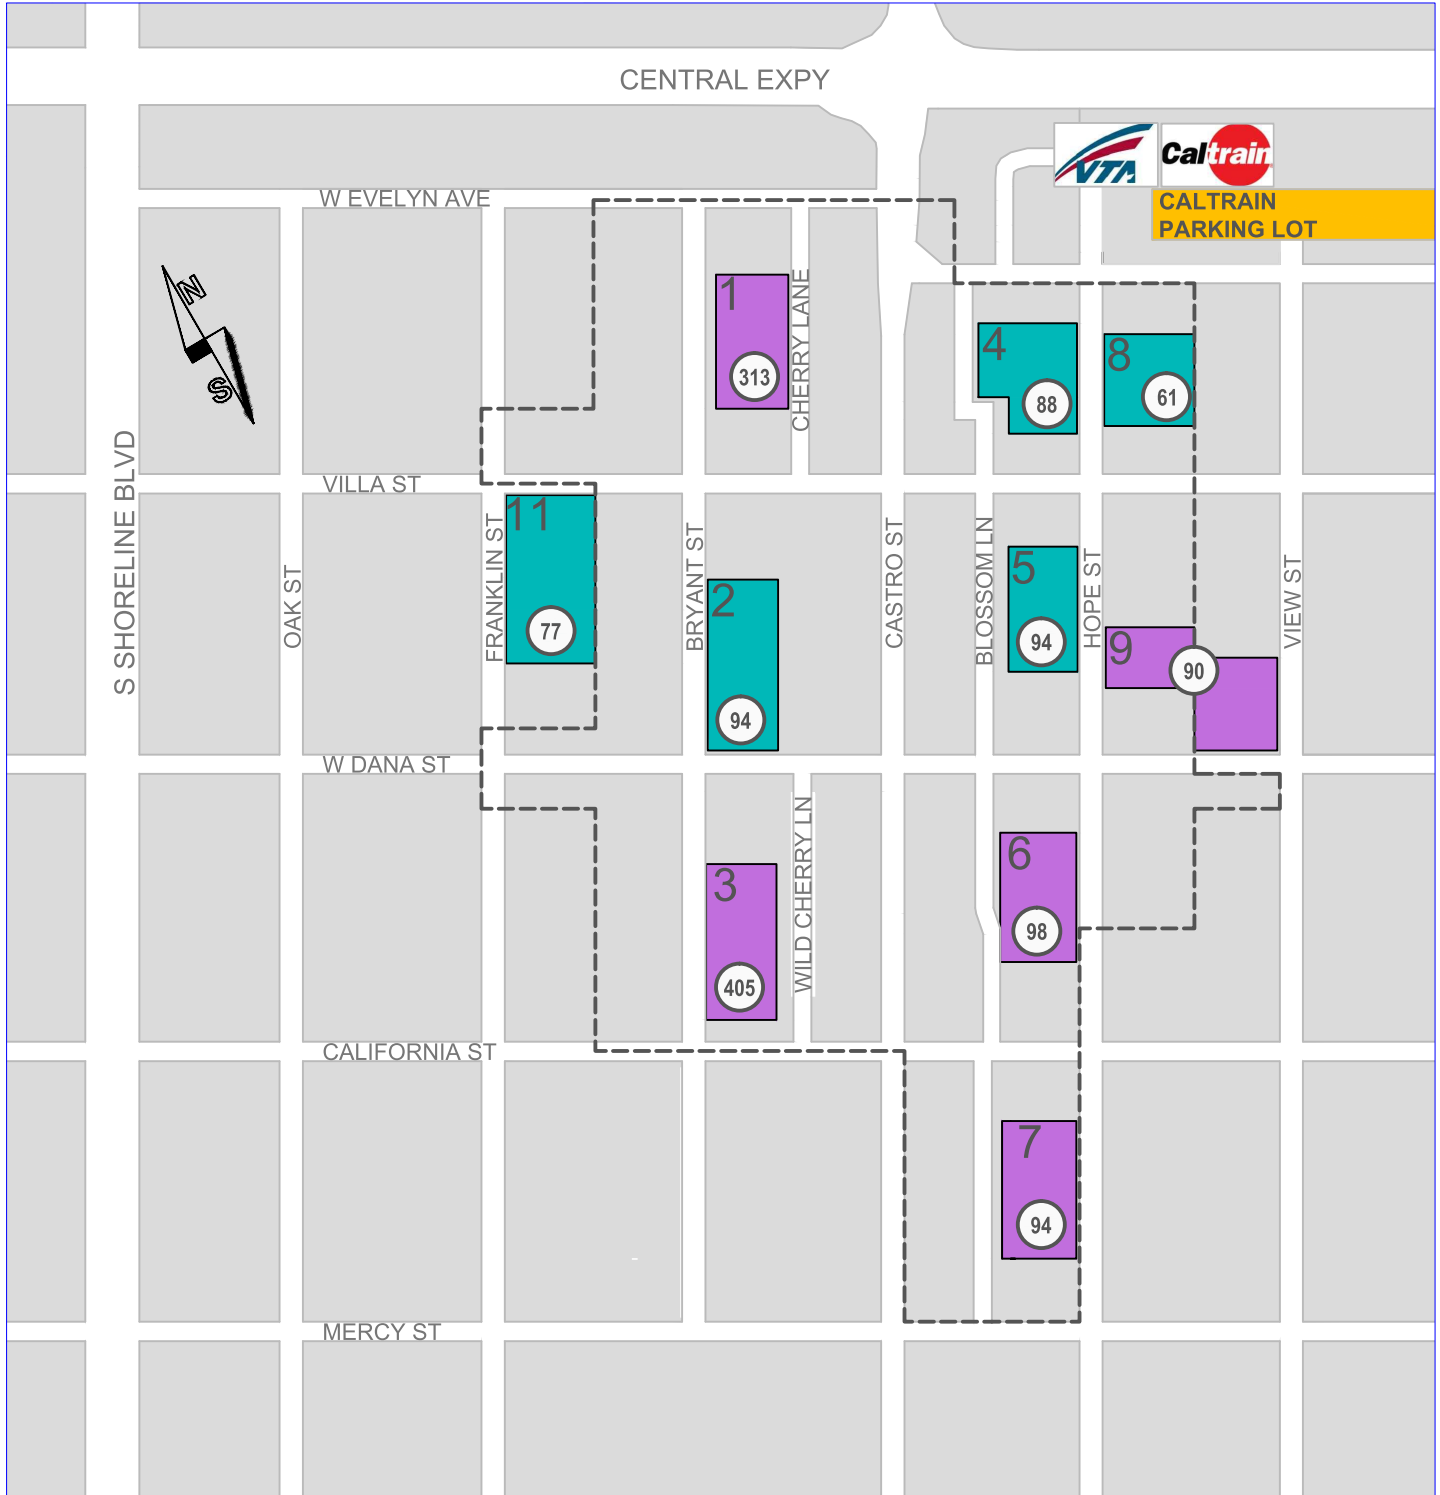 CENTRAL EXPY
VTA
Caltrain
CALTRAIN
PARKING LOT
W EVELYN AVE
N
S
1
313
CHERRY LANE
4
88
8
61
S SHORELINE BLVD
VILLA ST
OAK ST
FRANKLIN ST
11
77
BRYANT ST
2
94
CASTRO ST
BLOSSOM LN
5
94
HOPE ST
9
90
VIEW ST
W DANA ST
3
405
WILD CHERRY LN
6
98
CALIFORNIA ST
7
94
MERCY ST